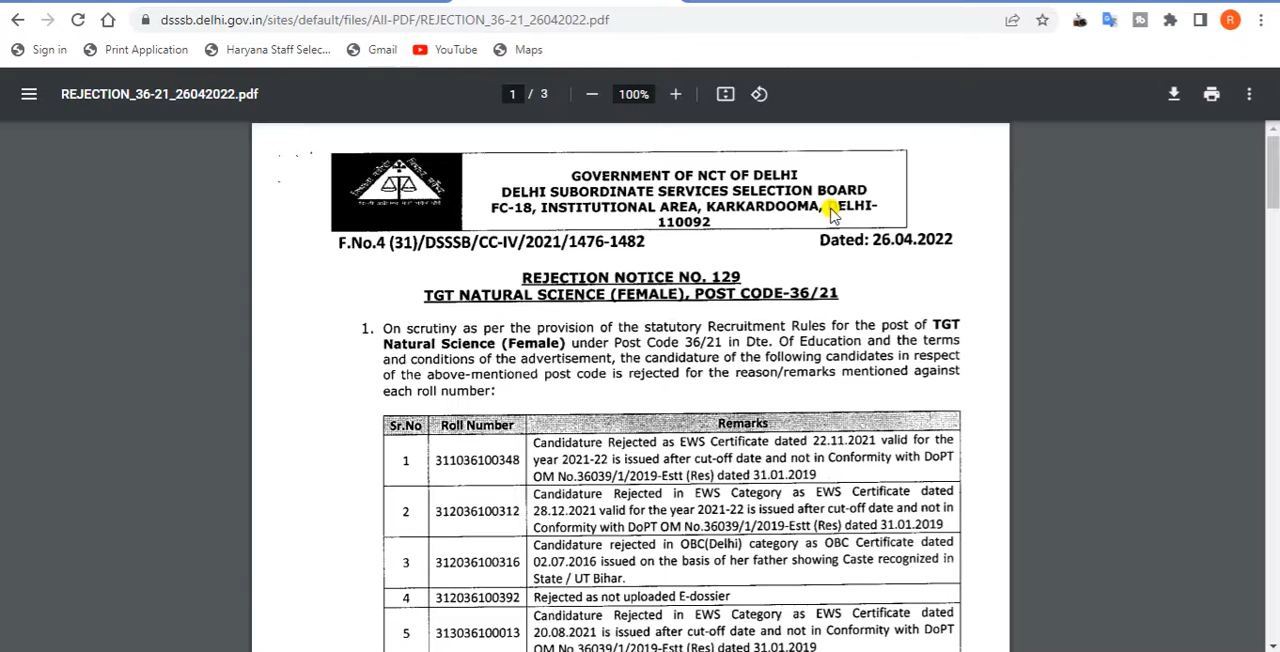 dsssb.delhi.gov.in/sites/default/files/All-PDF/REJECTION_36-21_26042022.pdf
R
Sign in
Print Application
Haryana Staff Selec...
Gmail
YouTube
Maps
REJECTION_36-21_26042022.pdf
1 / 3
100%
GOVERNMENT OF NCT OF DELHI
DELHI SUBORDINATE SERVICES SELECTION BOARD
FC-18, INSTITUTIONAL AREA, KARKARDOOMA, DELHI-
110092
F.No.4 (31)/DSSSB/CC-IV/2021/1476-1482
Dated: 26.04.2022
REJECTION NOTICE NO. 129
TGT NATURAL SCIENCE (FEMALE), POST CODE-36/21
1. On scrutiny as per the provision of the statutory Recruitment Rules for the post of TGT
Natural Science (Female) under Post Code 36/21 in Dte. Of Education and the terms
and conditions of the advertisement, the candidature of the following candidates in respect
of the above-mentioned post code is rejected for the reason/remarks mentioned against
each roll number:
Sr.No Roll Number Remarks
1 311036100348 Candidature Rejected as EWS Certificate dated 22.11.2021 valid for the
year 2021-22 is issued after cut-off date and not in Conformity with DoPT
OM No.36039/1/2019-Estt (Res) dated 31.01.2019
2 312036100312 Candidature Rejected in EWS Category as EWS Certificate dated
28.12.2021 valid for the year 2021-22 is issued after cut-off date and not in
Conformity with DoPT OM No.36039/1/2019-Estt (Res) dated 31.01.2019
3 312036100316 Candidature rejected in OBC(Delhi) category as OBC Certificate dated
02.07.2016 issued on the basis of her father showing Caste recognized in
State / UT Bihar.
4 312036100392 Rejected as not uploaded E-dossier
5 313036100013 Candidature Rejected in EWS Category as EWS Certificate dated
20.08.2021 is issued after cut-off date and not in Conformity with DoPT
OM No.36039/1/2019-Estt (Res) dated 31.01.2019